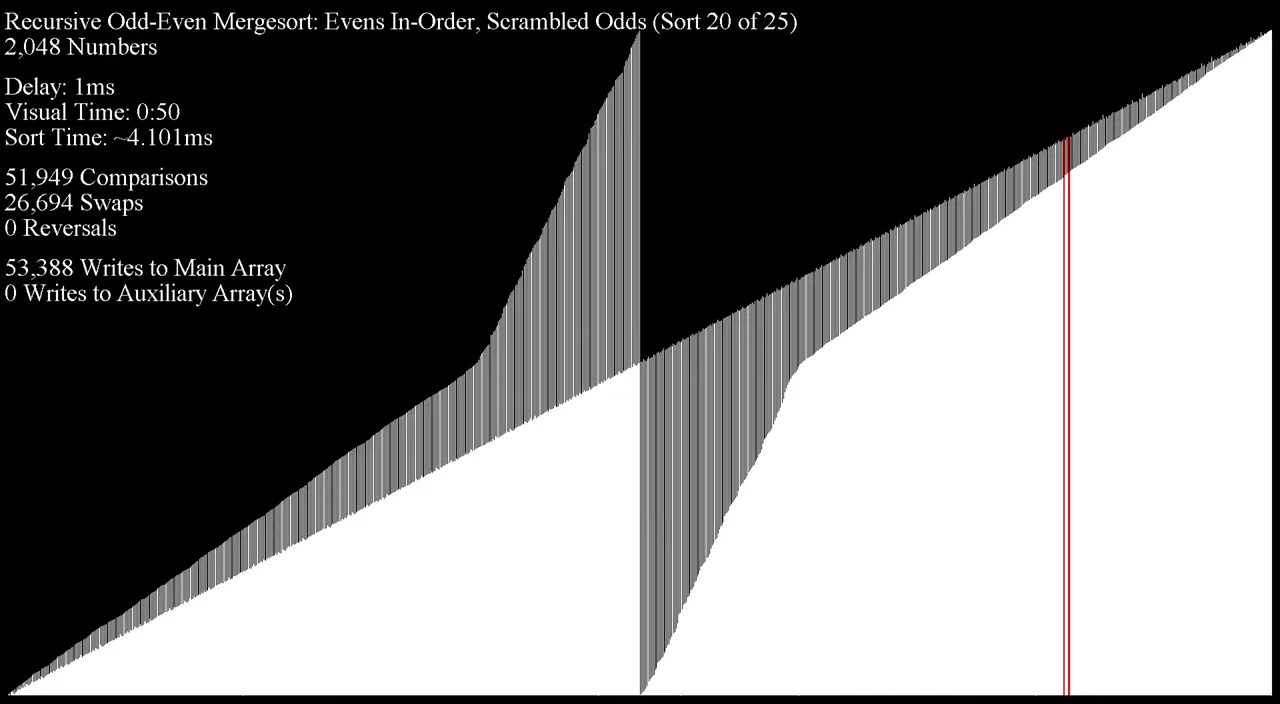 Recursive Odd-Even Mergesort: Evens In-Order, Scrambled Odds (Sort 20 of 25)
2,048 Numbers
Delay: 1ms
Visual Time: 0:50
Sort Time: ~4.101ms
51,949 Comparisons
26,694 Swaps
0 Reversals
53,388 Writes to Main Array
0 Writes to Auxiliary Array(s)